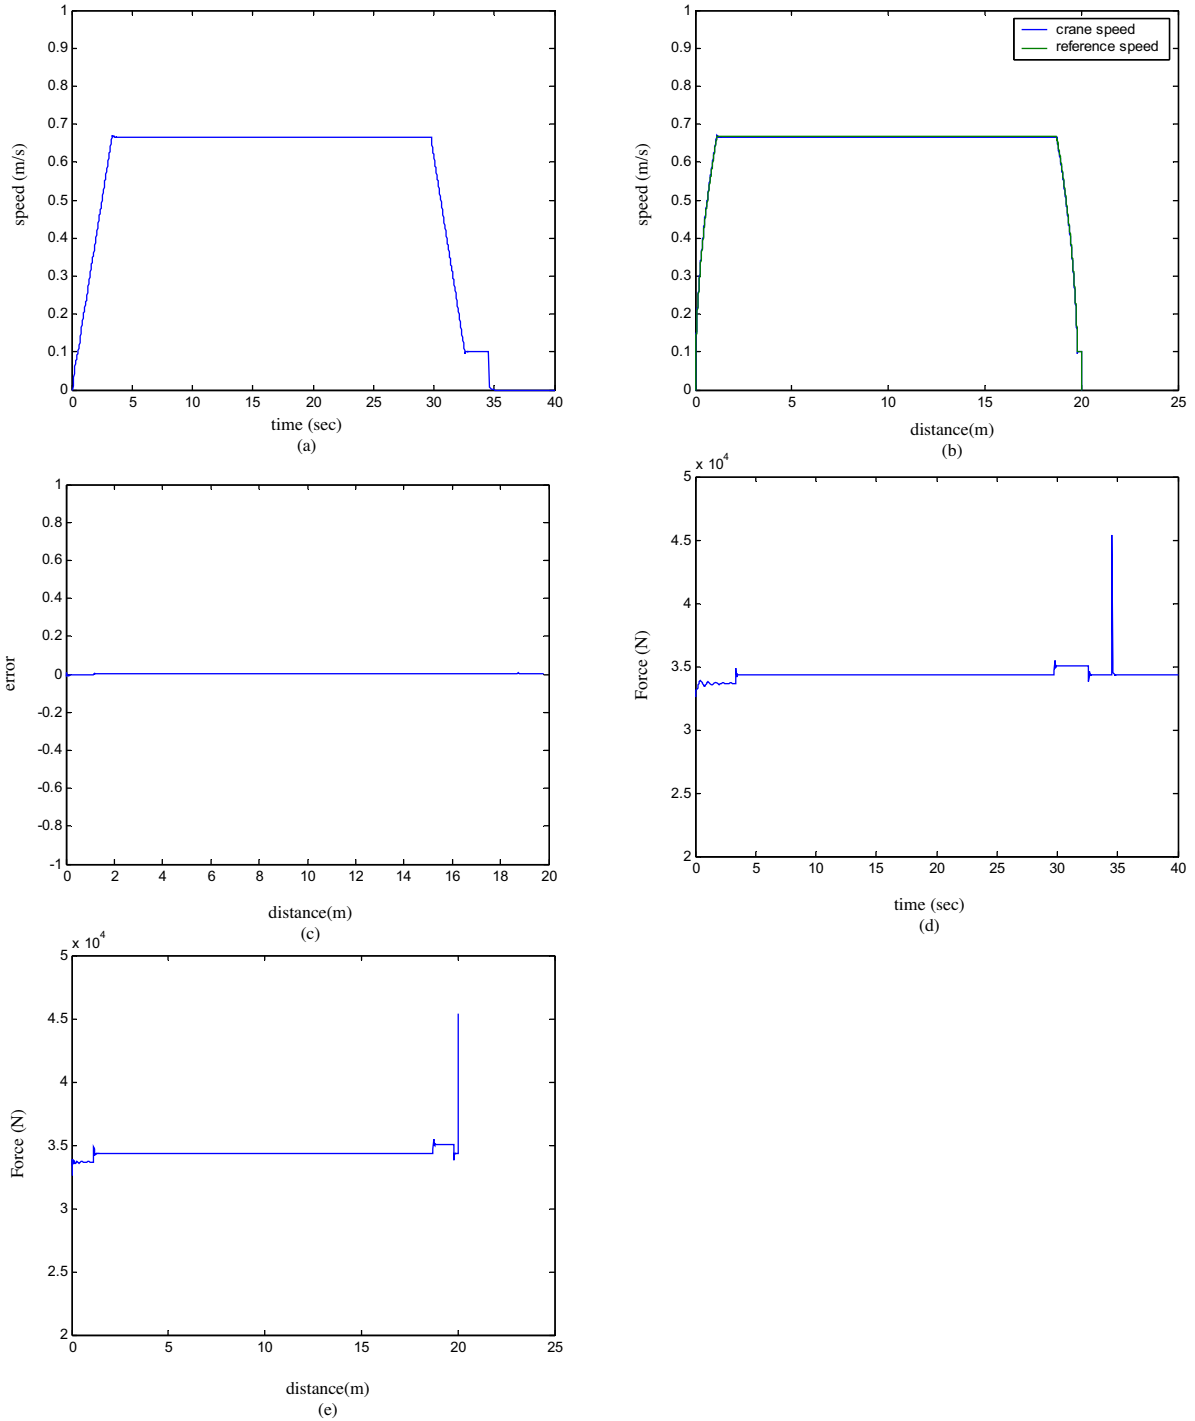 1
0.9
0.8
0.7
0.6
0.5
0.4
0.3
0.2
0.1
0
speed (m/s)
0 5 10 15 20 25 30 35 40
time (sec)
(a)
1
0.9
0.8
0.7
0.6
0.5
0.4
0.3
0.2
0.1
0
speed (m/s)
crane speed
reference speed
0 5 10 15 20 25
distance(m)
(b)
1
0.8
0.6
0.4
0.2
0
-0.2
-0.4
-0.6
-0.8
-1
error
0 2 4 6 8 10 12 14 16 18 20
distance(m)
(c)
x 10^4
5
4.5
4
3.5
3
2.5
2
Force (N)
0 5 10 15 20 25 30 35 40
time (sec)
(d)
x 10^4
5
4.5
4
3.5
3
2.5
2
Force (N)
0 5 10 15 20 25
distance(m)
(e)